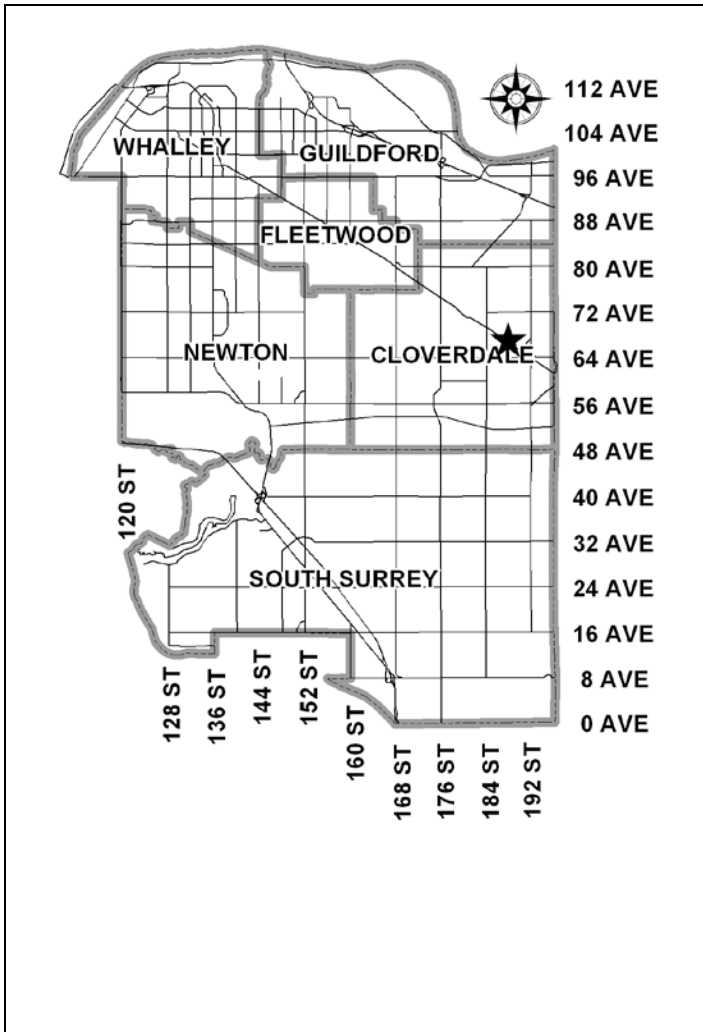 112 AVE
104 AVE
WHALLEY
GUILDFORD
96 AVE
88 AVE
FLEETWOOD
80 AVE
72 AVE
NEWTON
CLOVERDALE
64 AVE
56 AVE
48 AVE
120 ST
40 AVE
32 AVE
SOUTH SURREY
24 AVE
16 AVE
8 AVE
0 AVE
128 ST
136 ST
144 ST
152 ST
160 ST
168 ST
176 ST
184 ST
192 ST